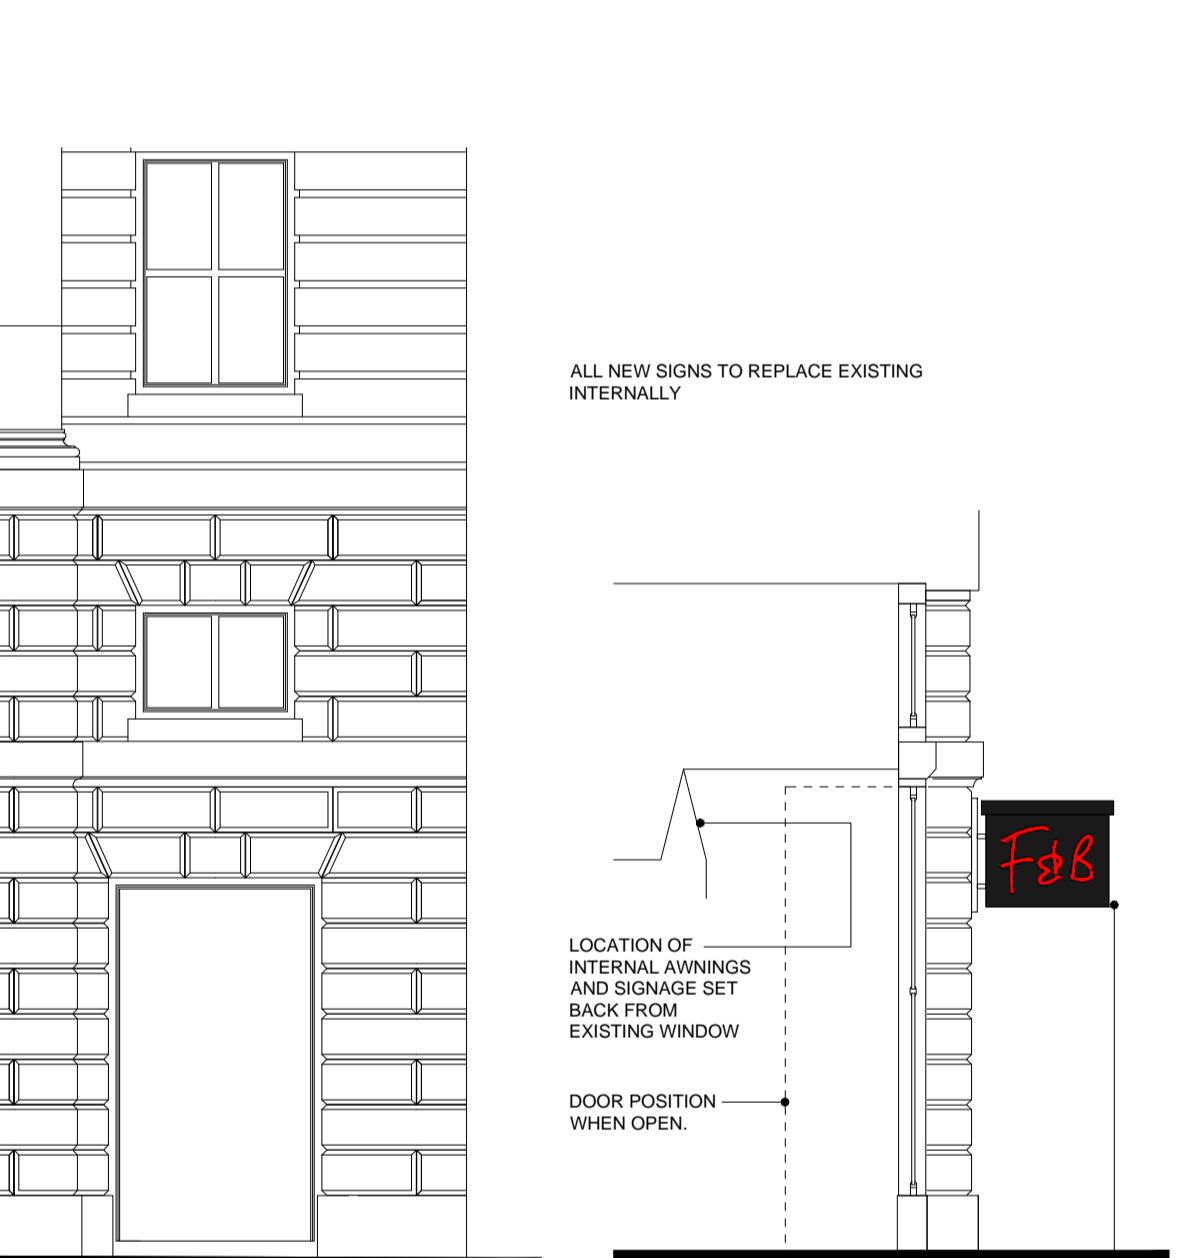 ALL NEW SIGNS TO REPLACE EXISTING
INTERNALLY
F&B
LOCATION OF
INTERNAL AWNINGS
AND SIGNAGE SET
BACK FROM
EXISTING WINDOW
DOOR POSITION
WHEN OPEN.